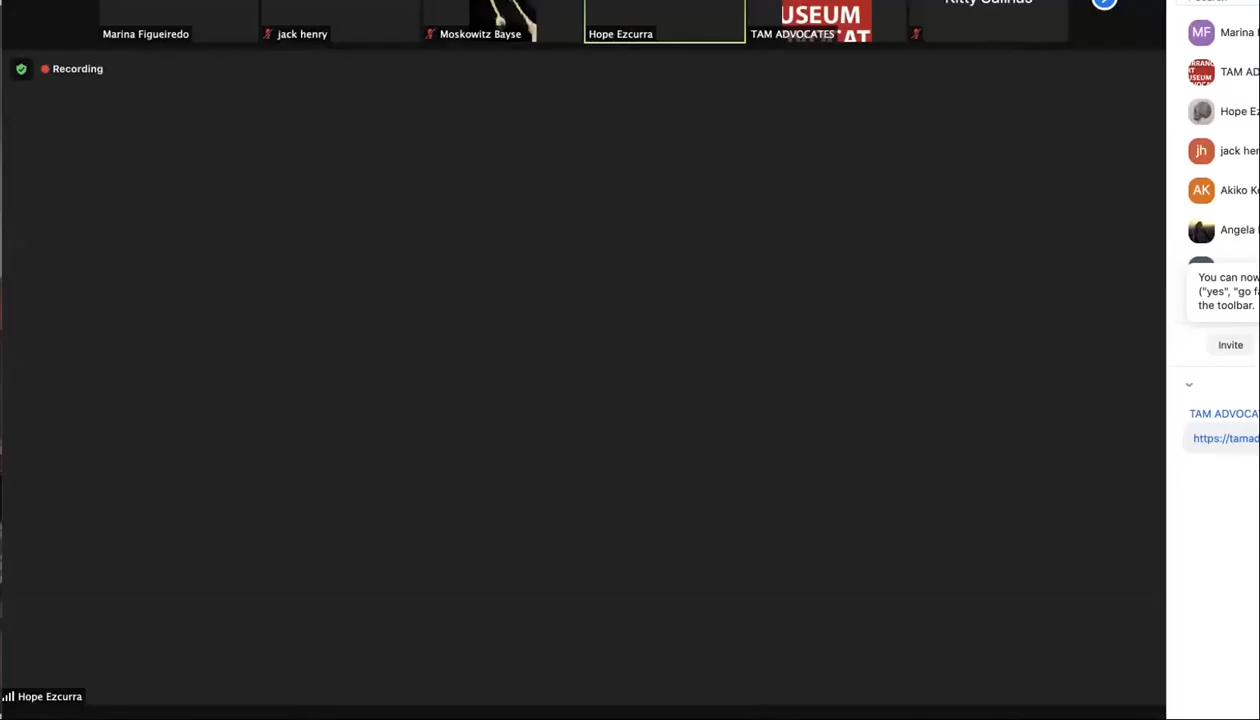 USEUM
AT
Marina Figueiredo
jack henry
Moskowitz Bayse
Hope Ezcurra
TAM ADVOCATES
Recording
MF
Marina
USEUM
TAM AD
Hope Ez
jh
jack her
AK
Akiko K
Angela
You can now
("yes", "go f
the toolbar.
Invite
TAM ADVOCA
https://tamad
Hope Ezcurra